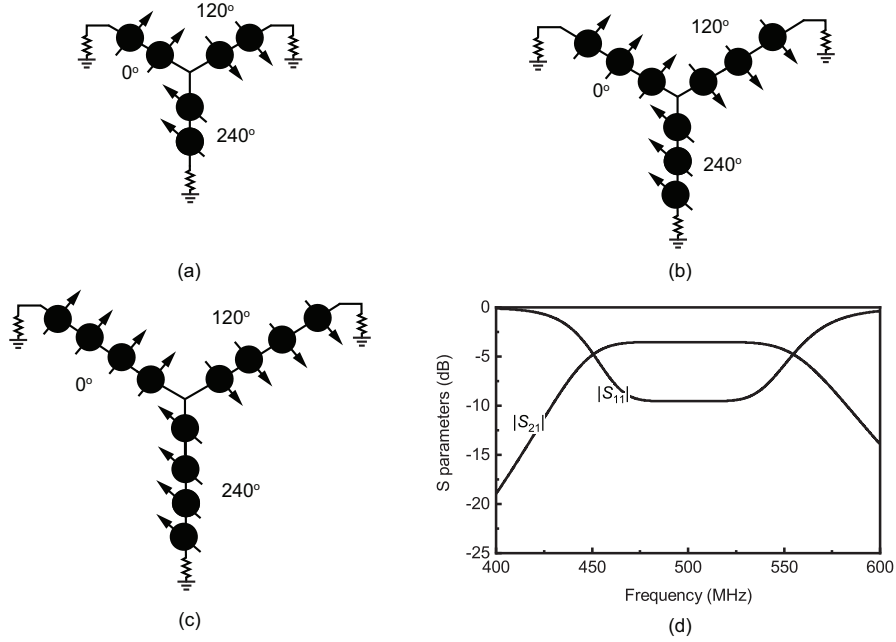 120°
0°
240°
(a)
120°
0°
240°
(b)
120°
0°
240°
(c)
0
-5
-10
-15
-20
-25
S parameters (dB)
|S₁₁|
|S₂₁|
400 450 500 550 600
Frequency (MHz)
(d)